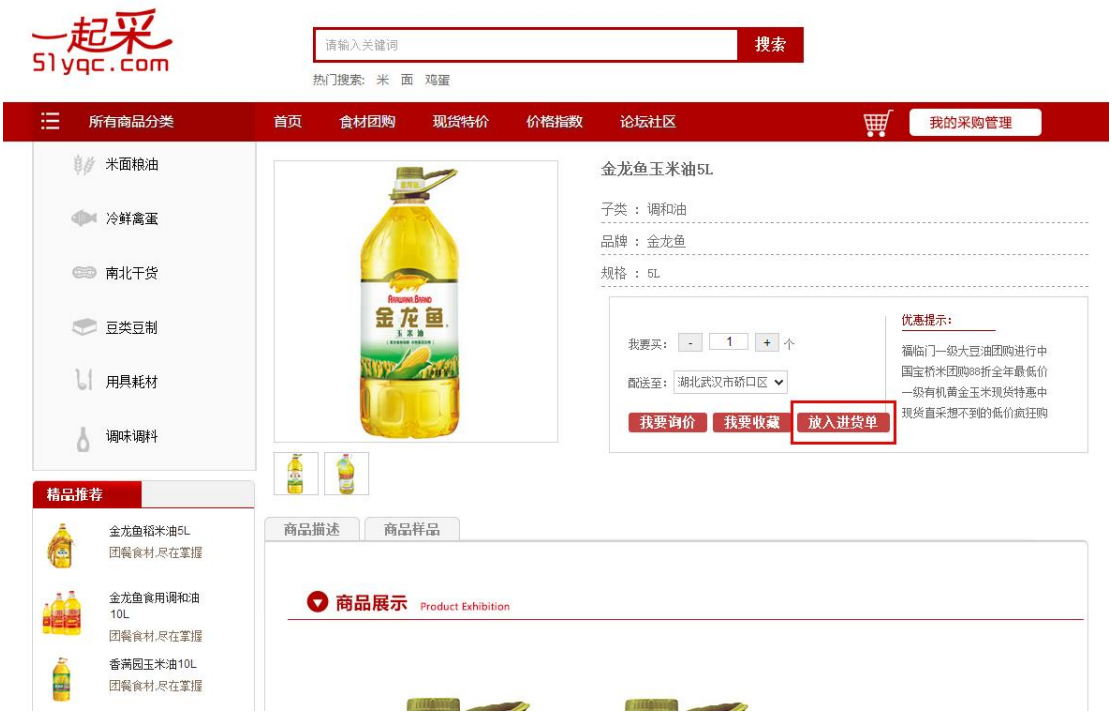 一起采
51yqc.com
请输入关键词
搜索
热门搜索: 米 面 鸡蛋
所有商品分类
首页
食材团购
现货特价
价格指数
论坛社区
我的采购管理
米面粮油
冷鲜禽蛋
南北干货
豆类豆制
用具耗材
调味调料
ARAWANA BRAND
金龙鱼
玉米油
金龙鱼玉米油5L
子类 : 调和油
品牌 : 金龙鱼
规格 : 5L
我要买: - 1 + 个
配送至: 湖北武汉市硚口区
我要询价
我要收藏
放入进货单
优惠提示:
福临门一级大豆油团购进行中
国宝桥米团购88折全年最低价
一级有机黄金玉米现货特惠中
现货直采想不到的低价疯狂购
精品推荐
金龙鱼稻米油5L
团餐食材,尽在掌握
金龙鱼食用调和油
10L
团餐食材,尽在掌握
香满园玉米油10L
团餐食材,尽在掌握
商品描述
商品样品
商品展示 Product Exhibition